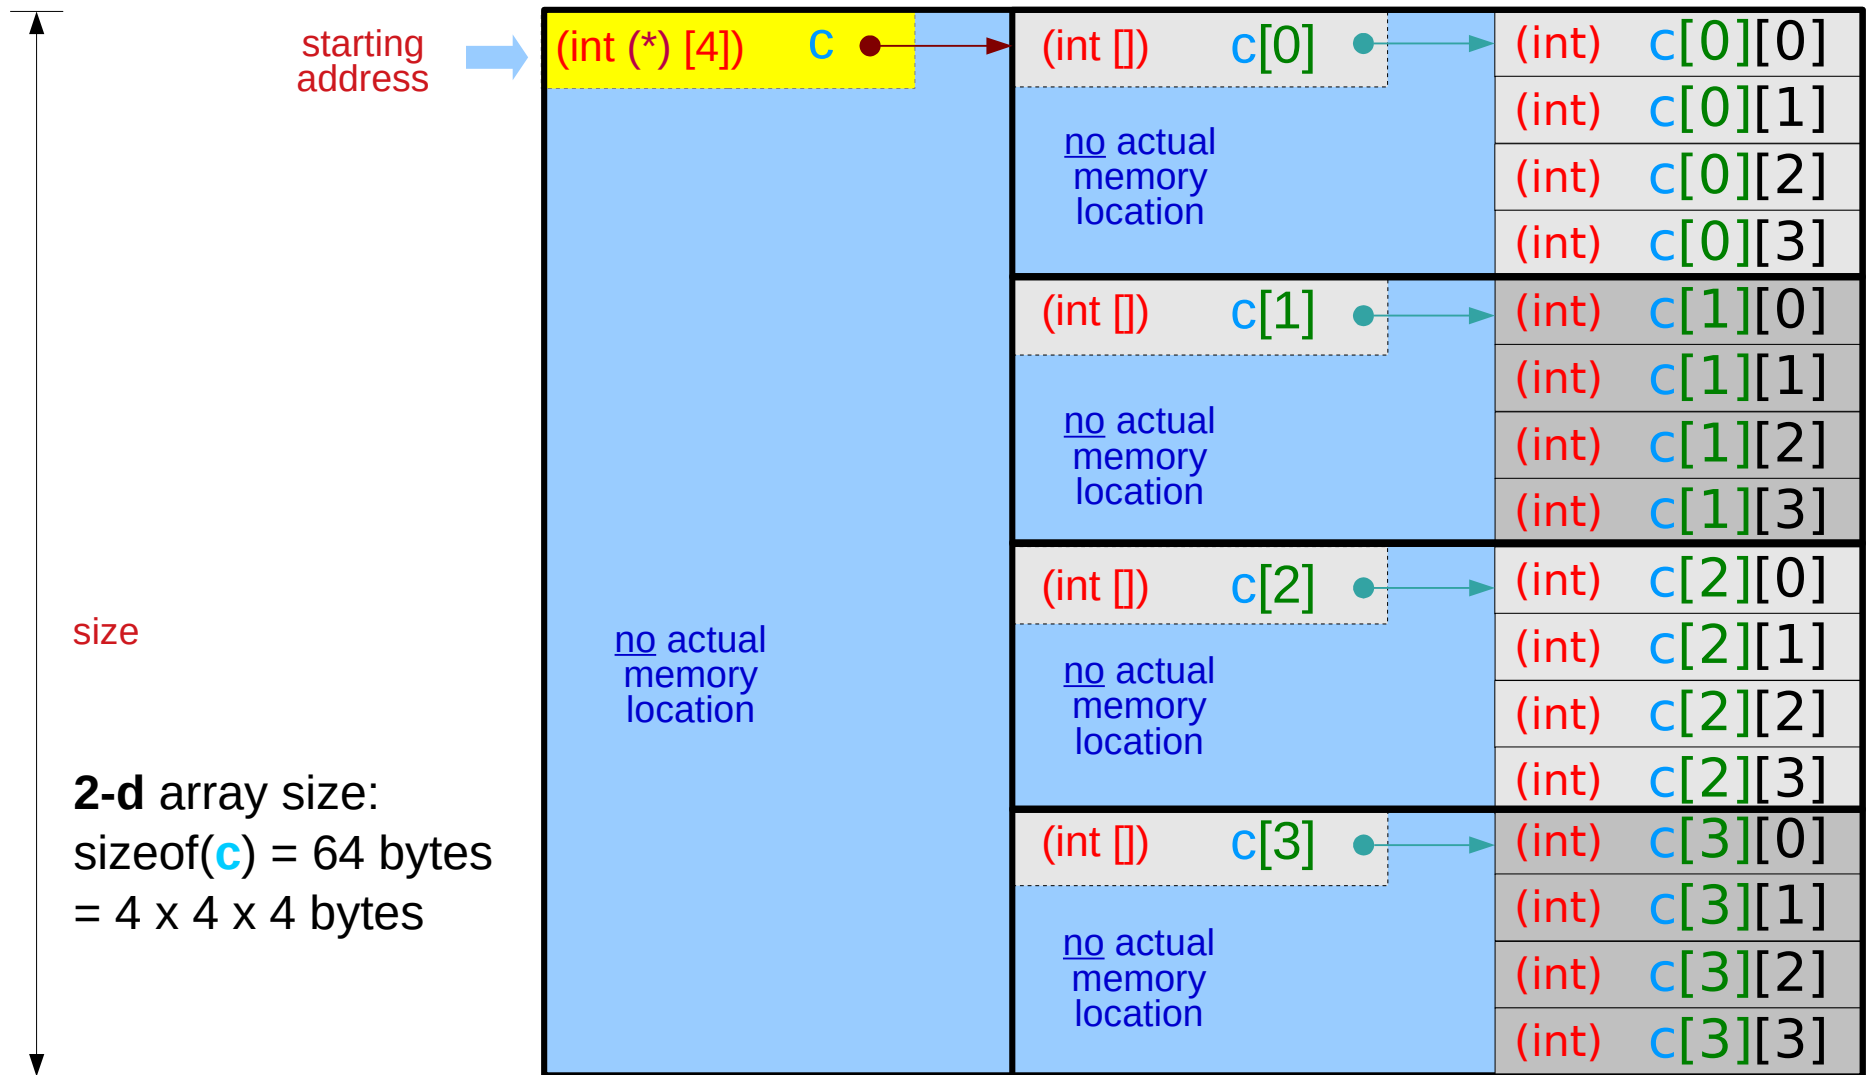 starting
address
(int (*) [4]) c
(int []) c[0]
(int) c[0][0]
(int) c[0][1]
no actual
memory
location
(int) c[0][2]
(int) c[0][3]
(int []) c[1]
(int) c[1][0]
(int) c[1][1]
no actual
memory
location
(int) c[1][2]
(int) c[1][3]
(int []) c[2]
(int) c[2][0]
size
no actual
memory
location
(int) c[2][1]
no actual
memory
location
(int) c[2][2]
(int) c[2][3]
2-d array size:
sizeof(c) = 64 bytes
= 4 x 4 x 4 bytes
(int []) c[3]
(int) c[3][0]
(int) c[3][1]
no actual
memory
location
(int) c[3][2]
(int) c[3][3]